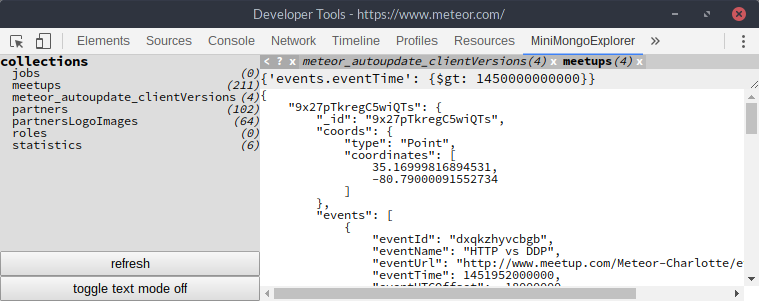 Developer Tools - https://www.meteor.com/
Elements Sources Console Network Timeline Profiles Resources MiniMongoExplorer »
collections
jobs (0)
meetups (211)
meteor_autoupdate_clientVersions (4)
partners (102)
partnersLogoImages (64)
roles (0)
statistics (6)
refresh
toggle text mode off
< ? x meteor_autoupdate_clientVersions(4) x meetups(4) x
{'events.eventTime': {$gt: 1450000000000}}
{
"9x27pTkregC5wiQTs": {
"_id": "9x27pTkregC5wiQTs",
"coords": {
"type": "Point",
"coordinates": [
35.16999816894531,
-80.79000091552734
]
},
"events": [
{
"eventId": "dxqkzhyvcbgb",
"eventName": "HTTP vs DDP",
"eventUrl": "http://www.meetup.com/Meteor-Charlotte/e
"eventTime": 1451952000000,
"eventUTCOffset": -18000000